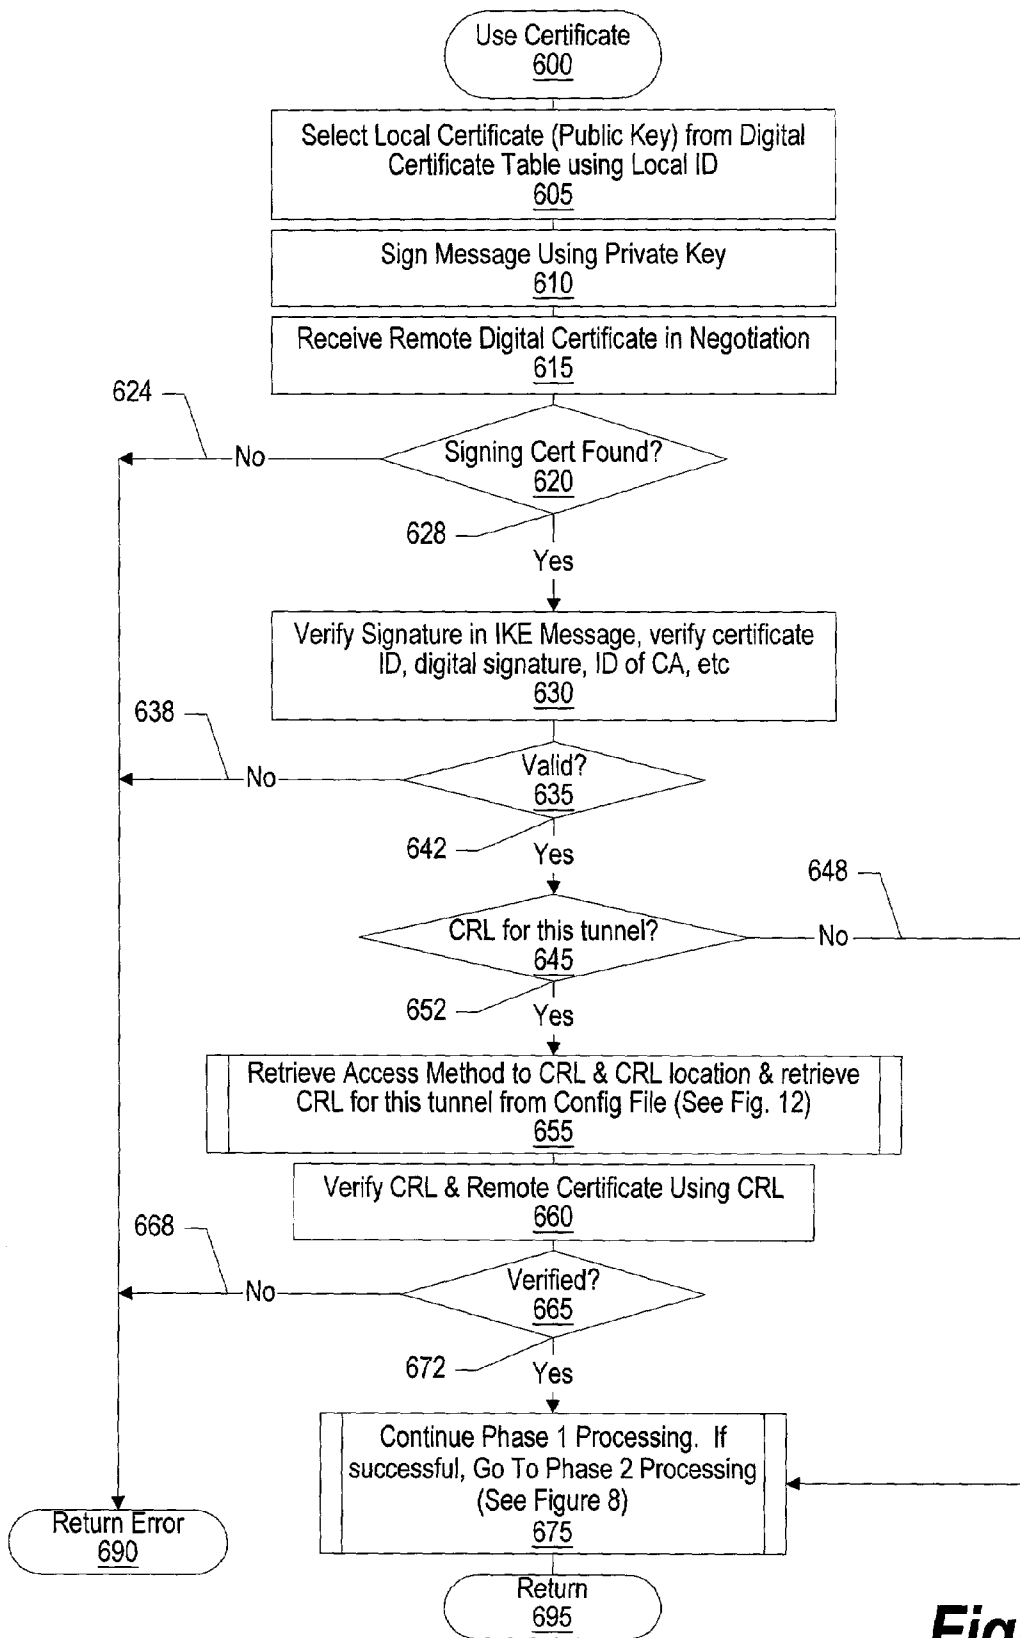 Use Certificate
600
Select Local Certificate (Public Key) from Digital
Certificate Table using Local ID
605
Sign Message Using Private Key
610
Receive Remote Digital Certificate in Negotiation
615
624
No
Signing Cert Found?
620
628
Yes
Verify Signature in IKE Message, verify certificate
ID, digital signature, ID of CA, etc
630
638
No
Valid?
635
642
Yes
648
CRL for this tunnel?
645
No
652
Yes
Retrieve Access Method to CRL & CRL location & retrieve
CRL for this tunnel from Config File (See Fig. 12)
655
Verify CRL & Remote Certificate Using CRL
660
668
No
Verified?
665
672
Yes
Continue Phase 1 Processing. If
successful, Go To Phase 2 Processing
(See Figure 8)
675
Return Error
690
Return
695
Fig